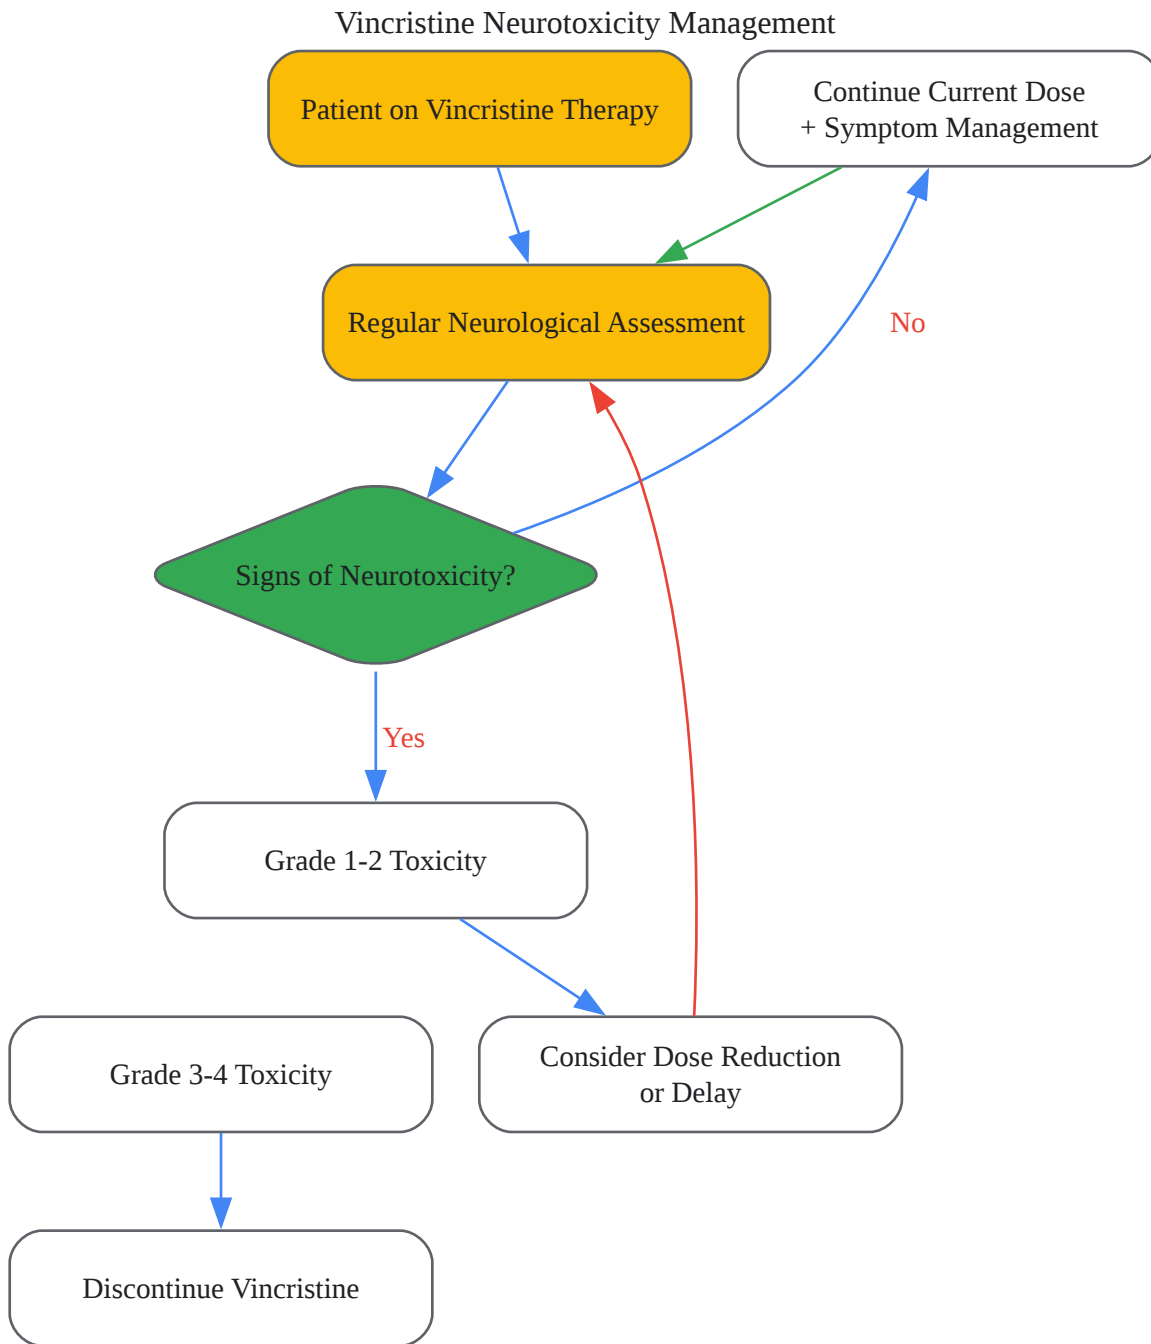 Vincristine Neurotoxicity Management
Patient on Vincristine Therapy
Continue Current Dose
+ Symptom Management
Regular Neurological Assessment
No
Signs of Neurotoxicity?
Yes
Grade 1-2 Toxicity
Grade 3-4 Toxicity
Consider Dose Reduction
or Delay
Discontinue Vincristine